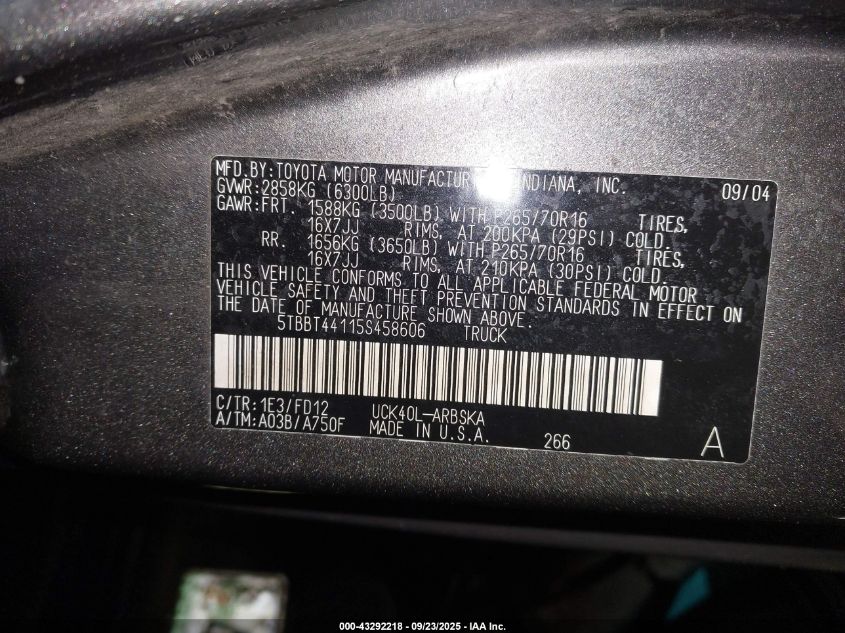 MFD.BY:TOYOTA MOTOR MANUFACTUR INDIANA, INC. 09/04
GVWR:2858KG (6300LB)
GAWR:FRT. 1588KG (3500LB) WITH P265/70R16 TIRES,
16X7JJ RIMS, AT 200KPA (29PSI) COLD.
RR. 1656KG (3650LB) WITH P265/70R16 TIRES,
16X7JJ RIMS, AT 210KPA (30PSI) COLD.
THIS VEHICLE CONFORMS TO ALL APPLICABLE FEDERAL MOTOR
VEHICLE SAFETY AND THEFT PREVENTION STANDARDS IN EFFECT ON
THE DATE OF MANUFACTURE SHOWN ABOVE.
5TBBT44115S458606 TRUCK
C/TR:1E3/FD12 UCK40L-ARBSKA
A/TM:A03B/A750F MADE IN U.S.A. 266 A
000-43292218 - 09/23/2025 - IAA Inc.